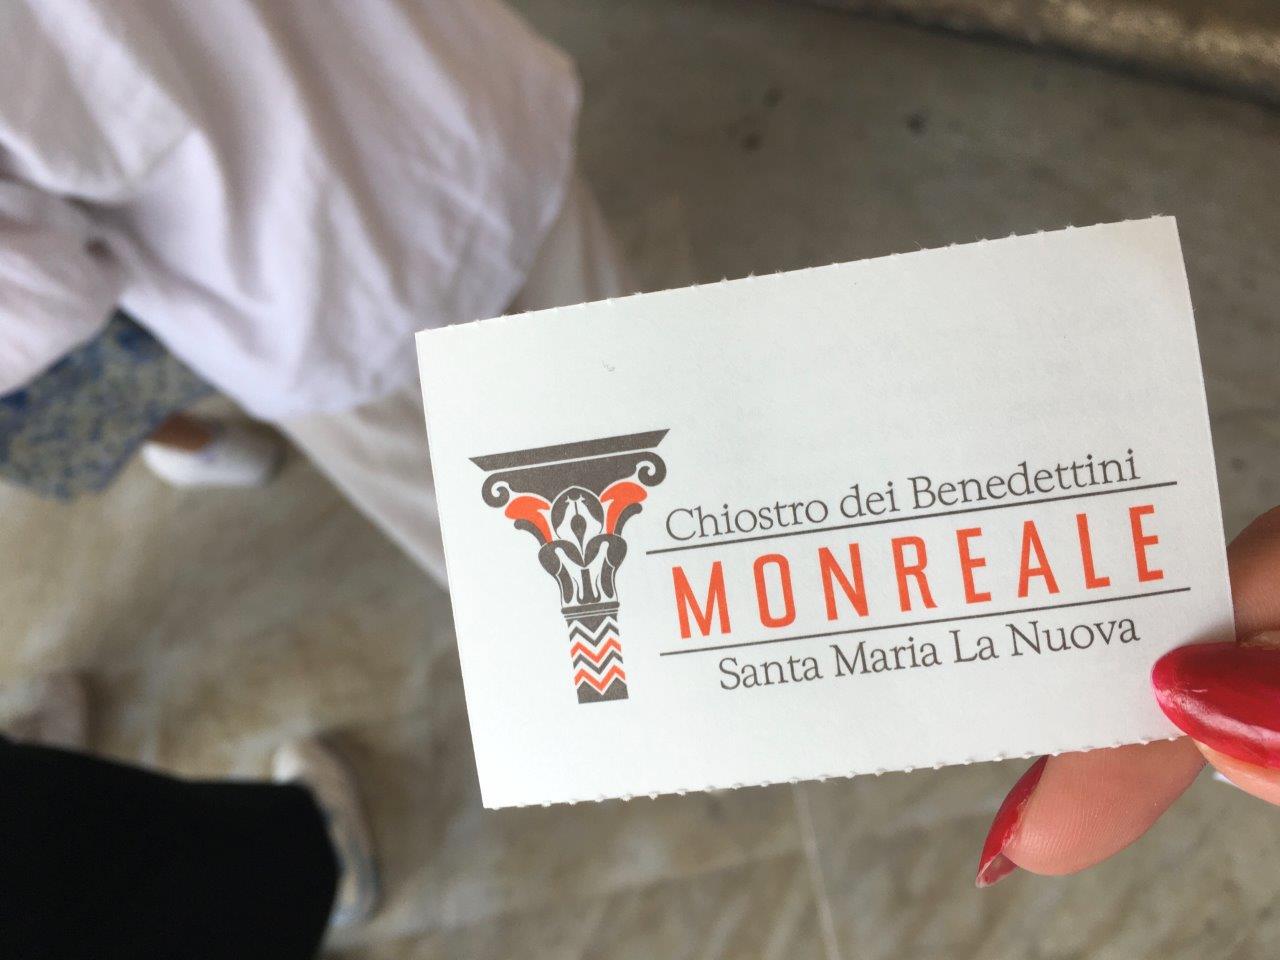 Chiostro dei Benedettini
MONREALE
Santa Maria La Nuova